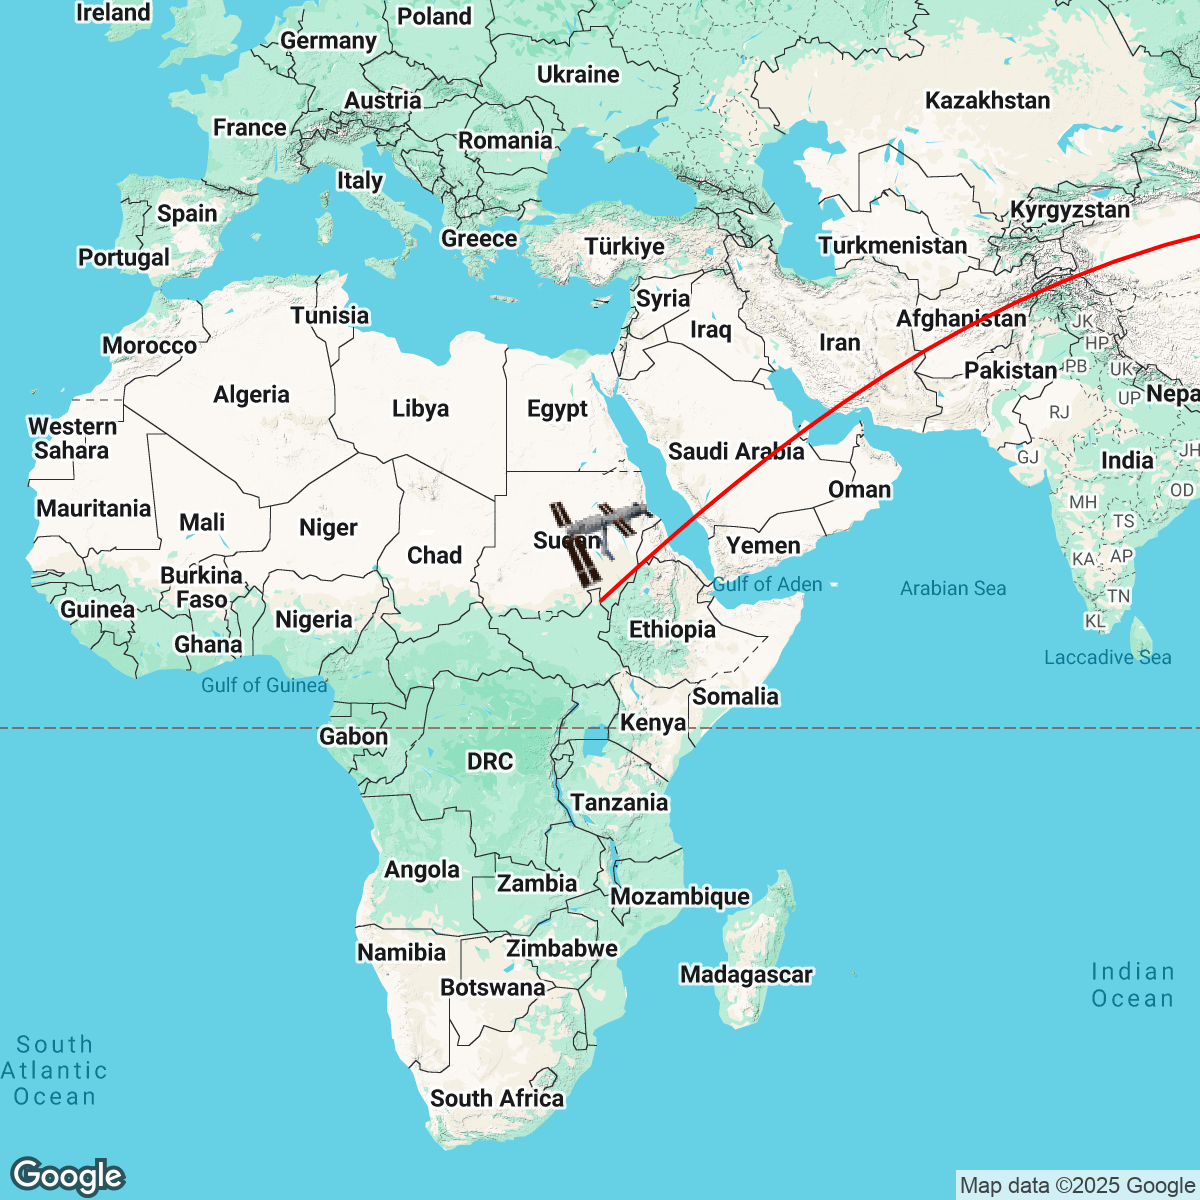 Ireland
Poland
Germany
Ukraine
Austria
Kazakhstan
France
Romania
Italy
Spain
Kyrgyzstan
Portugal
Greece
Türkiye
Turkmenistan
Syria
Tunisia
Iraq
Afghanistan
JK
Morocco
Iran
HP
Pakistan
PB
UK
Algeria
Libya
Egypt
RJ
UP
Nepa
Western
Sahara
Saudi Arabia
GJ
India
JH
Mauritania
Mali
Niger
Oman
MH
OD
TS
Chad
Sudan
Yemen
KA
AP
Burkina
Faso
Gulf of Aden
Arabian Sea
TN
Guinea
Nigeria
Ethiopia
KL
Ghana
Laccadive Sea
Gulf of Guinea
Somalia
Kenya
Gabon
DRC
Tanzania
Angola
Zambia
Mozambique
Namibia
Zimbabwe
Madagascar
Botswana
Indian
Ocean
South
Atlantic
Ocean
South Africa
Google
Map data ©2025 Google